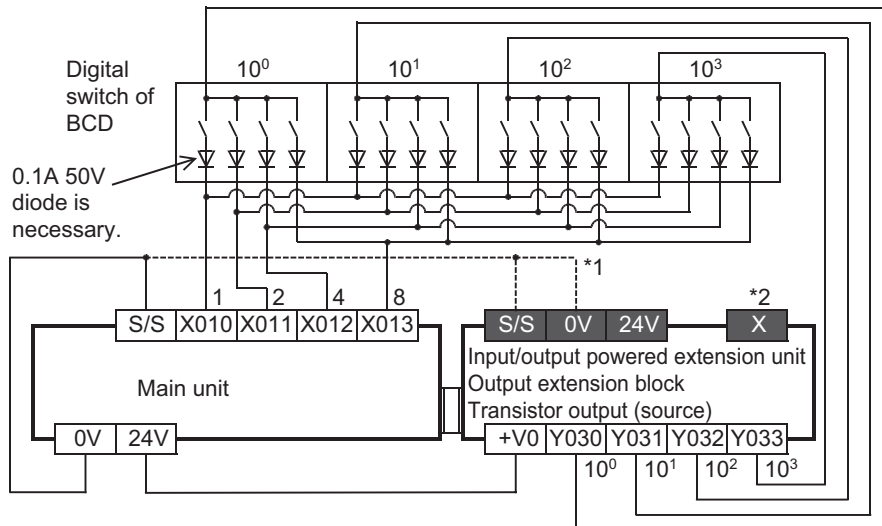 Digital
switch of
BCD
10⁰ 10¹ 10² 10³
0.1A 50V
diode is
necessary.
*1
1 2 4 8 *2
S/S X010 X011 X012 X013 S/S 0V 24V X
Main unit
Input/output powered extension unit
Output extension block
Transistor output (source)
0V 24V +V0 Y030 Y031 Y032 Y033
10⁰ 10¹ 10² 10³